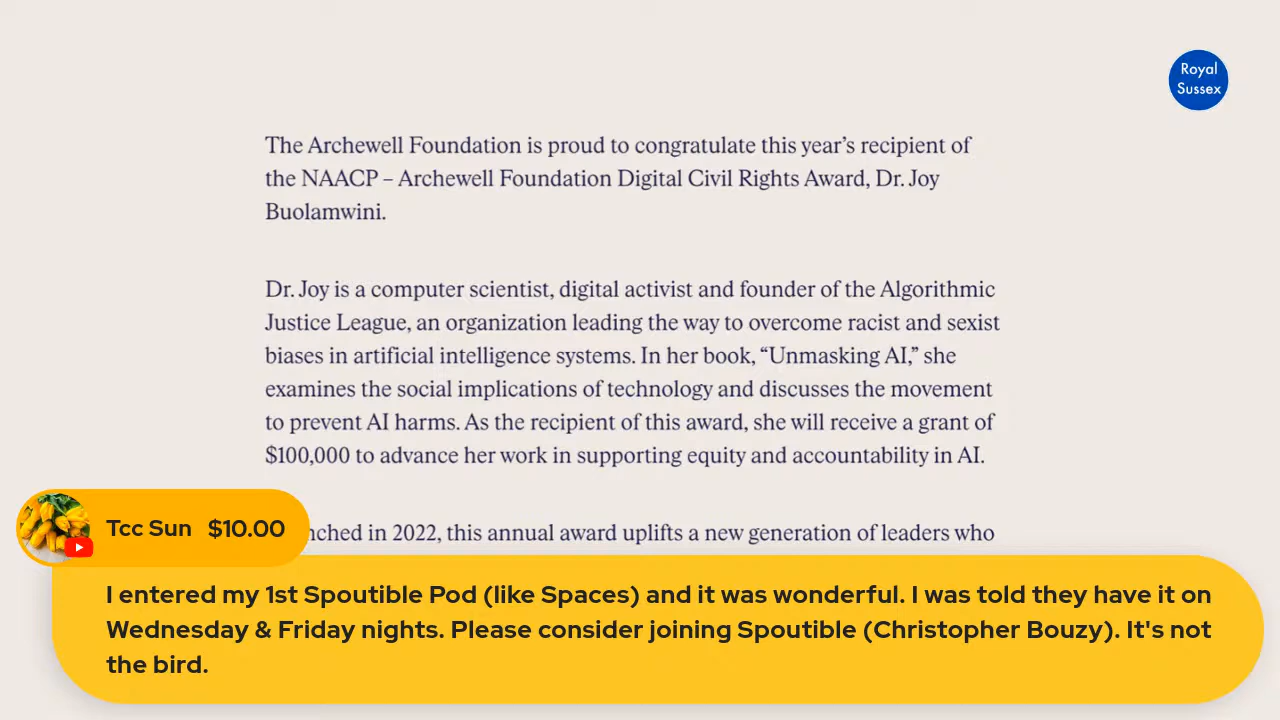 Royal
Sussex
The Archewell Foundation is proud to congratulate this year’s recipient of
the NAACP – Archewell Foundation Digital Civil Rights Award, Dr. Joy
Buolamwini.
Dr. Joy is a computer scientist, digital activist and founder of the Algorithmic
Justice League, an organization leading the way to overcome racist and sexist
biases in artificial intelligence systems. In her book, “Unmasking AI,” she
examines the social implications of technology and discusses the movement
to prevent AI harms. As the recipient of this award, she will receive a grant of
$100,000 to advance her work in supporting equity and accountability in AI.
in 2022, this annual award uplifts a new generation of leaders who
Tcc Sun $10.00
I entered my 1st Spoutible Pod (like Spaces) and it was wonderful. I was told they have it on
Wednesday & Friday nights. Please consider joining Spoutible (Christopher Bouzy). It's not
the bird.